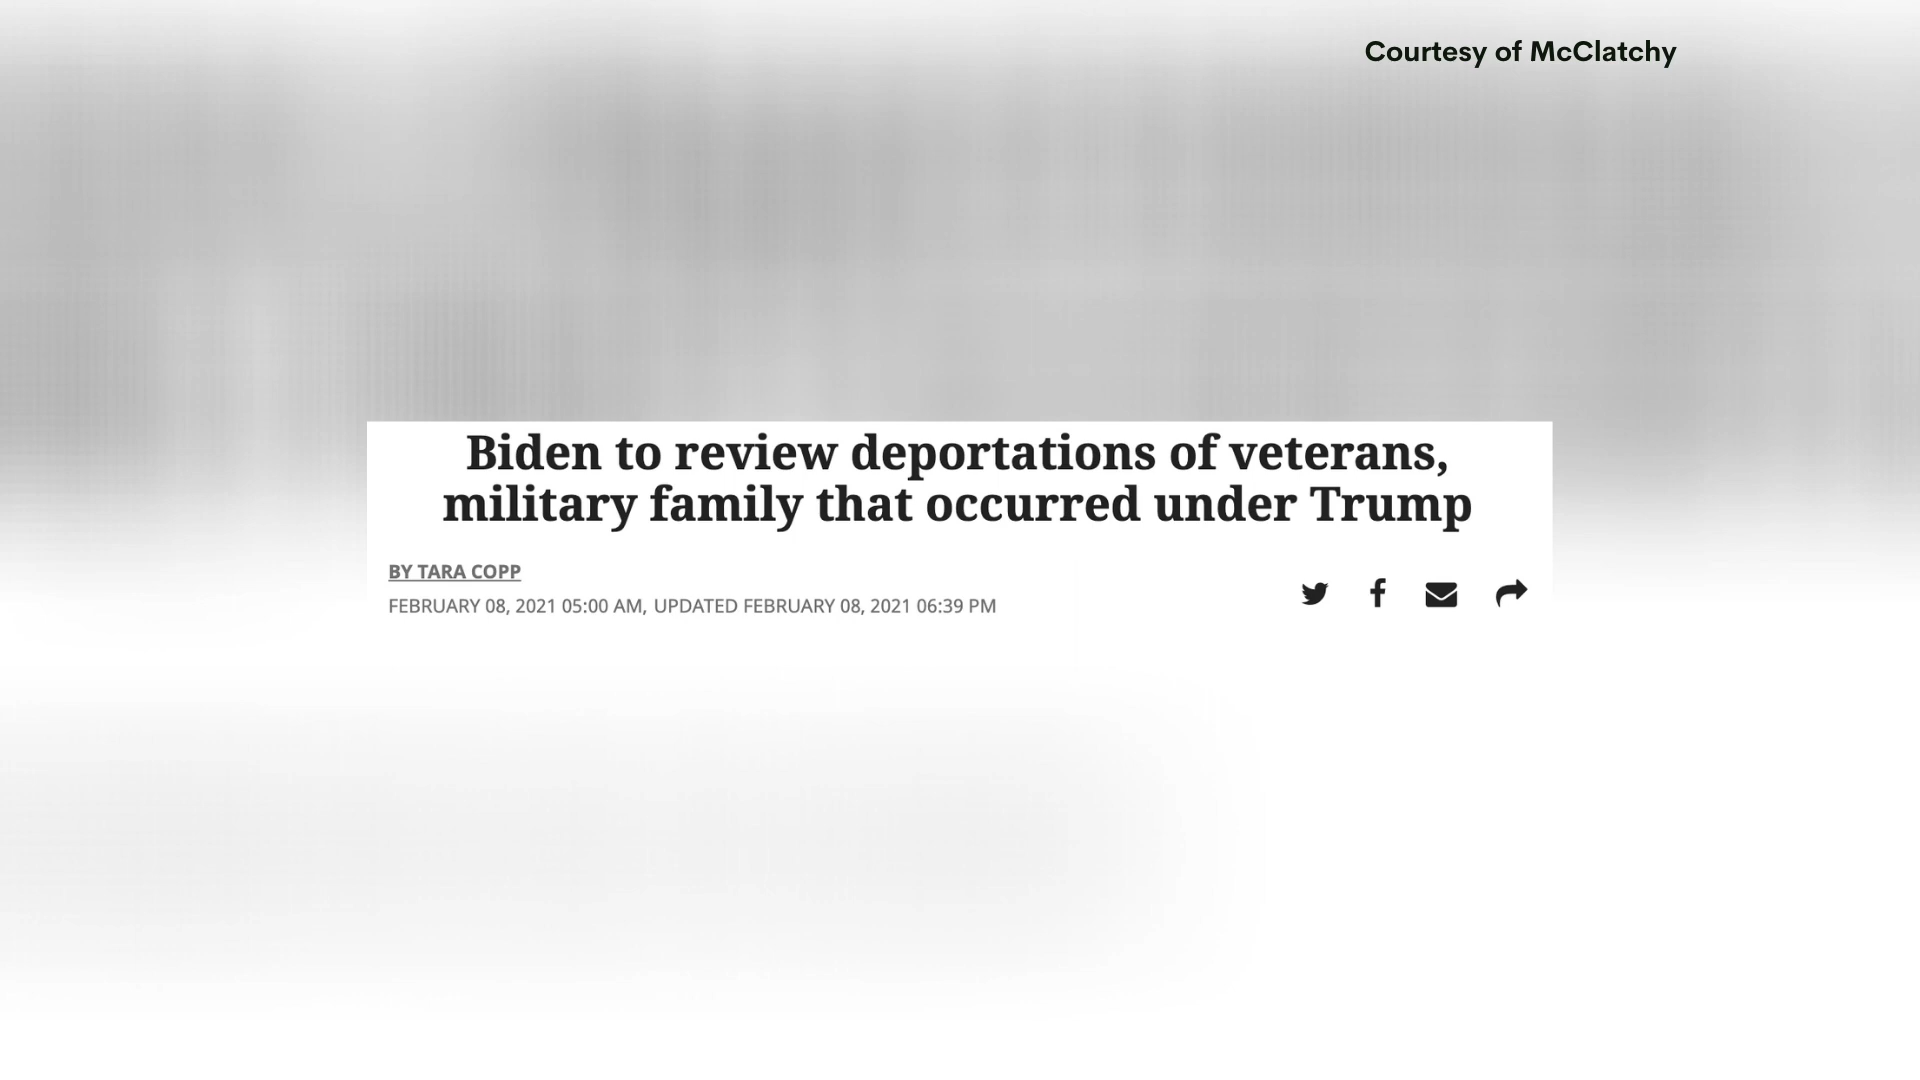 Courtesy of McClatchy
Biden to review deportations of veterans,
military family that occurred under Trump
BY TARA COPP
FEBRUARY 08, 2021 05:00 AM, UPDATED FEBRUARY 08, 2021 06:39 PM